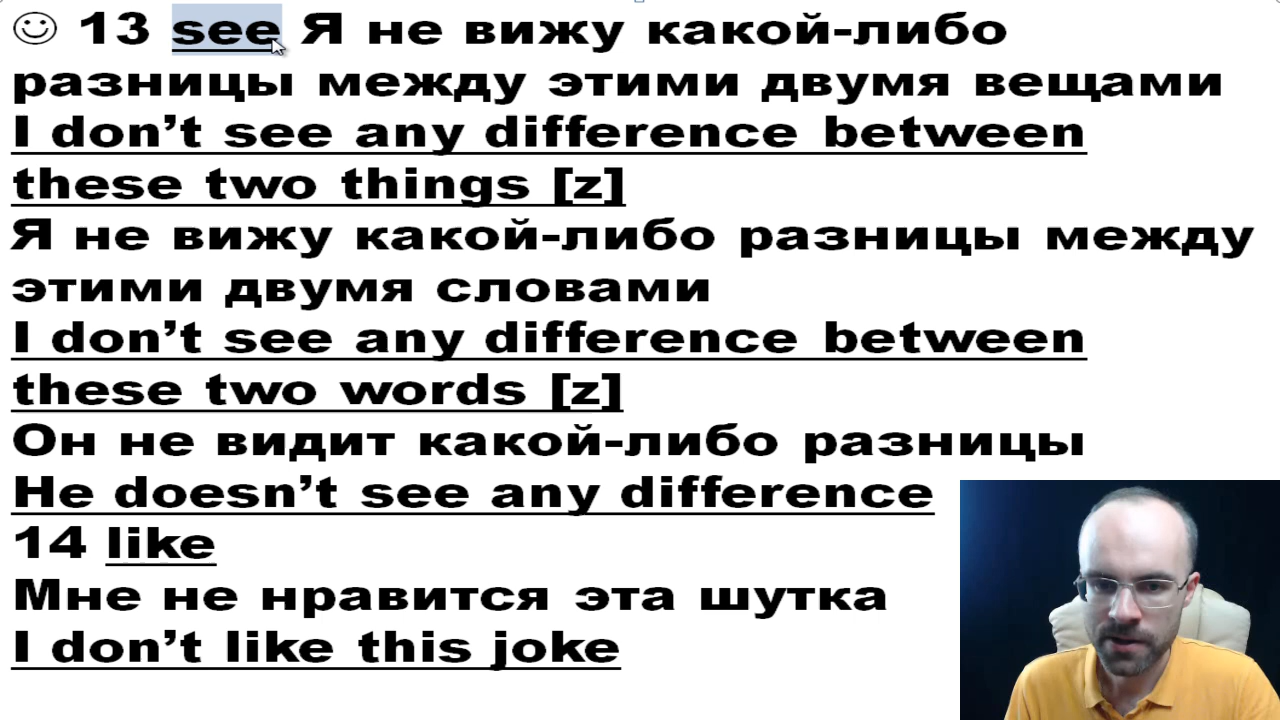 ☺ 13 see Я не вижу какой-либо
разницы между этими двумя вещами
I don’t see any difference between
these two things [z]
Я не вижу какой-либо разницы между
этими двумя словами
I don’t see any difference between
these two words [z]
Он не видит какой-либо разницы
He doesn’t see any difference
14 like
Мне не нравится эта шутка
I don’t like this joke